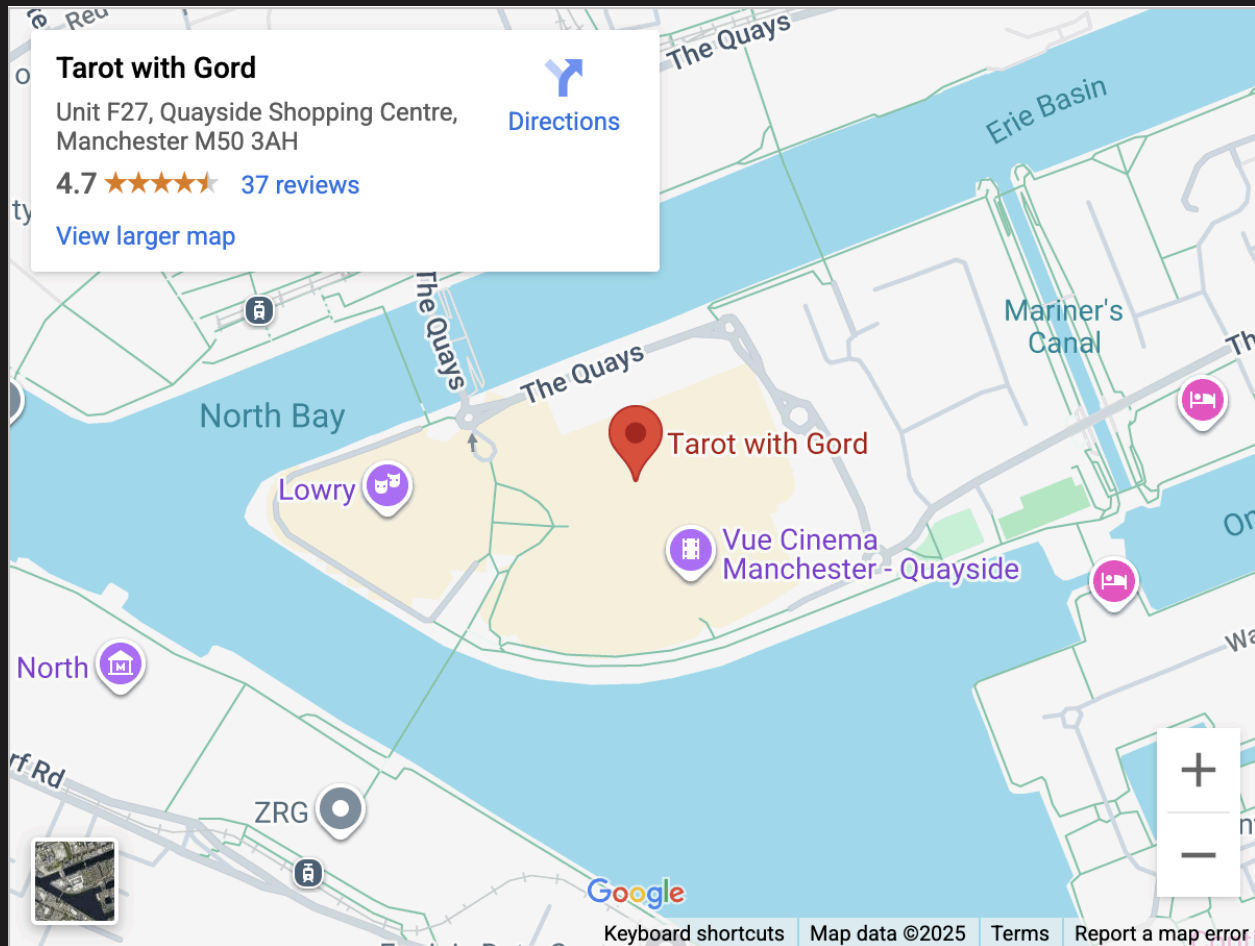 Red
The Quays
Tarot with Gord
Unit F27, Quayside Shopping Centre,
Manchester M50 3AH
Directions
4.7
37 reviews
View larger map
Erie Basin
The Quays
The Quays
Mariner's
Canal
North Bay
Tarot with Gord
Lowry
Vue Cinema
Manchester - Quayside
North
ZRG
Google
Keyboard shortcuts
Map data ©2025
Terms
Report a map error